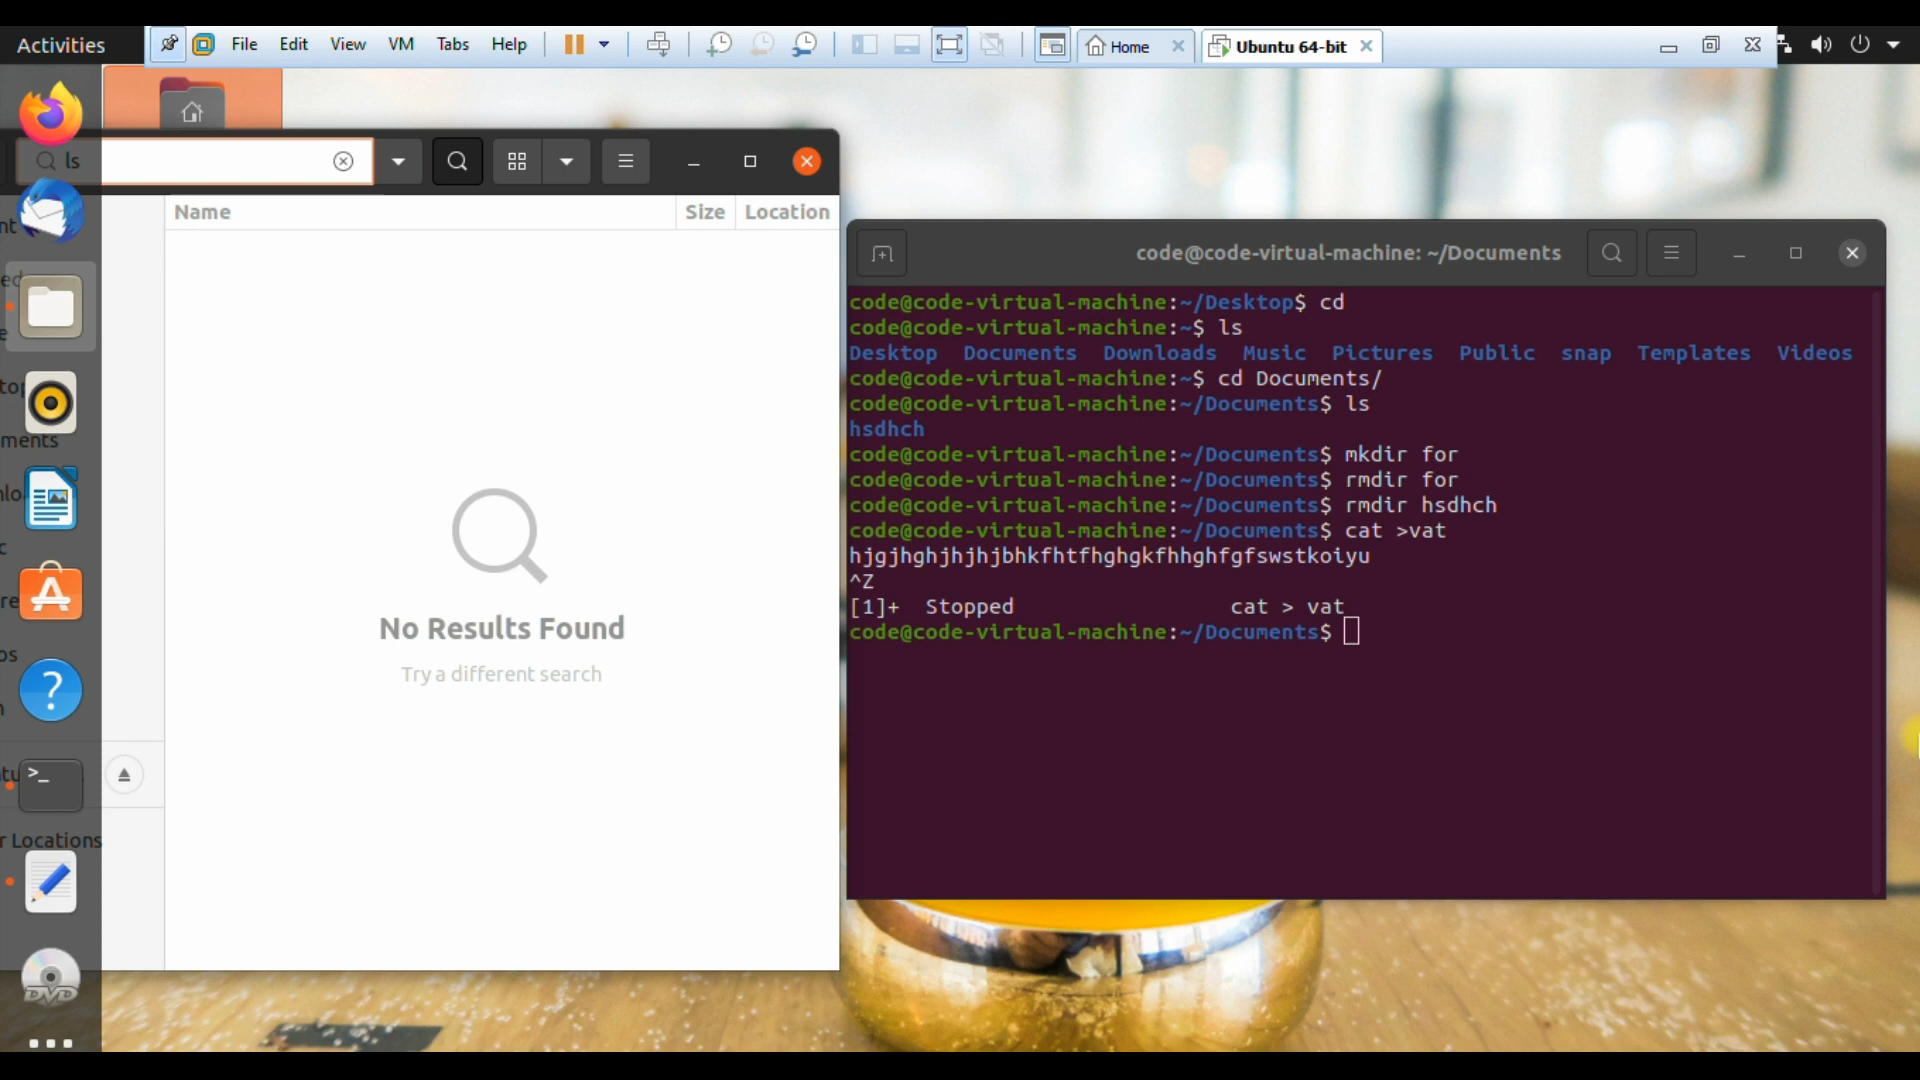 Activities
File Edit View VM Tabs Help
Home
Ubuntu 64-bit
ls
Name Size Location
No Results Found
Try a different search
ments
r Locations
DVD
code@code-virtual-machine: ~/Documents
code@code-virtual-machine:~/Desktop$ cd
code@code-virtual-machine:~$ ls
Desktop Documents Downloads Music Pictures Public snap Templates Videos
code@code-virtual-machine:~$ cd Documents/
code@code-virtual-machine:~/Documents$ ls
hsdhch
code@code-virtual-machine:~/Documents$ mkdir for
code@code-virtual-machine:~/Documents$ rmdir for
code@code-virtual-machine:~/Documents$ rmdir hsdhch
code@code-virtual-machine:~/Documents$ cat >vat
hjgjhghjhjhjbhkfhtfhghgkfhhghfgfswstkoiyu
^Z
[1]+ Stopped cat > vat
code@code-virtual-machine:~/Documents$